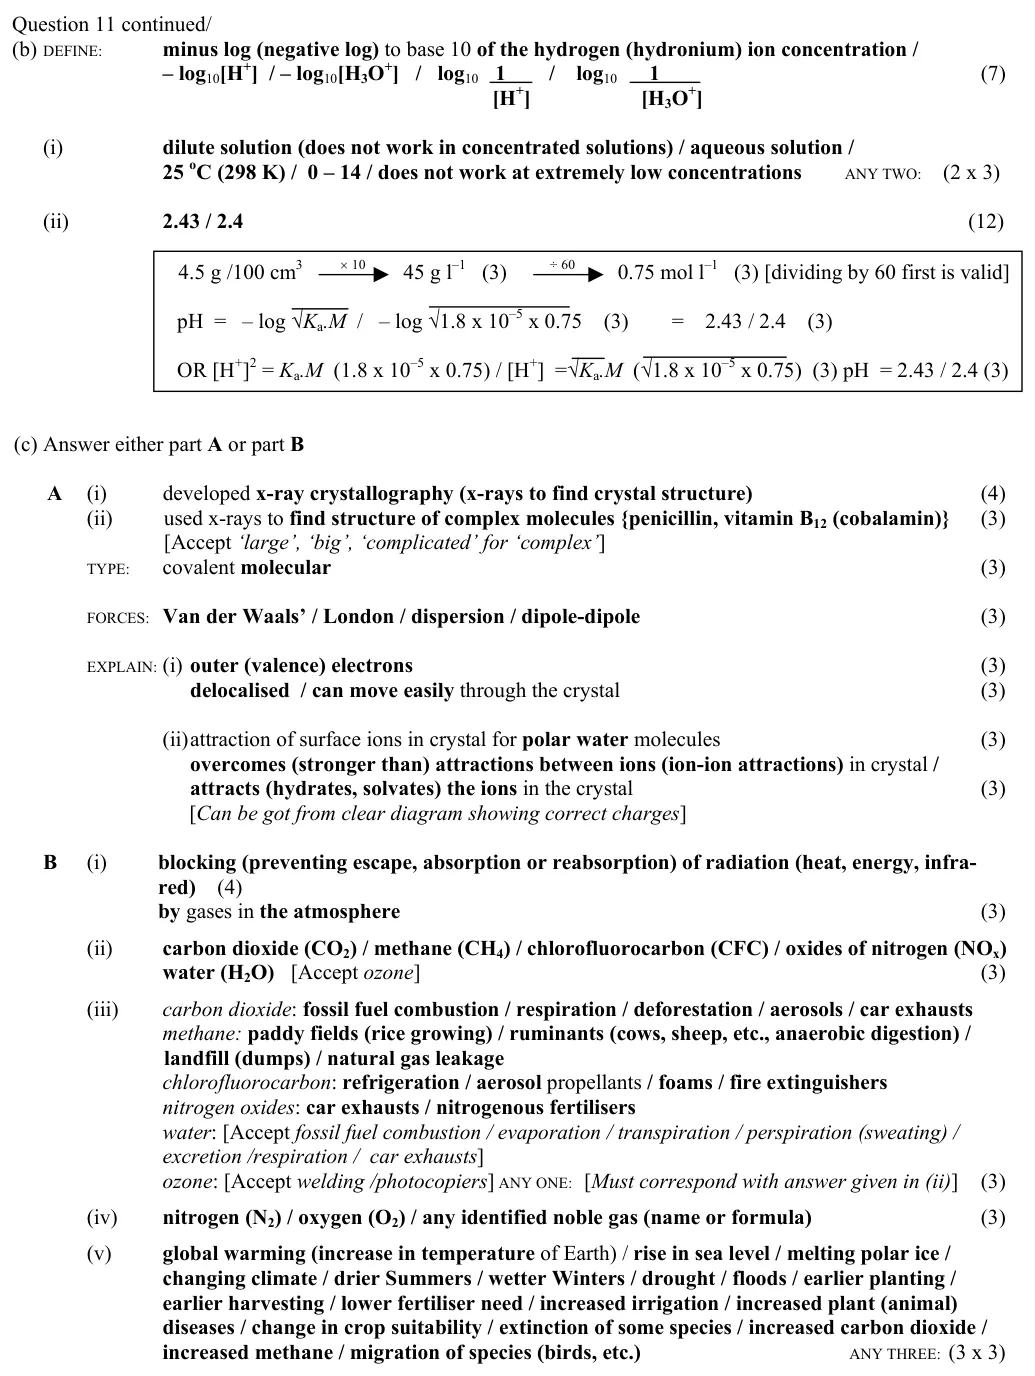 Question 11 continued/
(b) DEFINE: minus log (negative log) to base 10 of the hydrogen (hydronium) ion concentration /
– log₁₀[H⁺] / – log₁₀[H₃O⁺] / log₁₀ 1 / log₁₀ 1 (7)
[H⁺] [H₃O⁺]
(i) dilute solution (does not work in concentrated solutions) / aqueous solution /
25 °C (298 K) / 0 – 14 / does not work at extremely low concentrations ANY TWO: (2 x 3)
(ii) 2.43 / 2.4 (12)
4.5 g /100 cm³ × 10 45 g l⁻¹ (3) ÷ 60 0.75 mol l⁻¹ (3) [dividing by 60 first is valid]
pH = – log √Kₐ.M / – log √1.8 x 10⁻⁵ x 0.75 (3) = 2.43 / 2.4 (3)
OR [H⁺]² = Kₐ.M (1.8 x 10⁻⁵ x 0.75) / [H⁺] =√Kₐ.M (√1.8 x 10⁻⁵ x 0.75) (3) pH = 2.43 / 2.4 (3)
(c) Answer either part A or part B
A (i) developed x-ray crystallography (x-rays to find crystal structure) (4)
(ii) used x-rays to find structure of complex molecules {penicillin, vitamin B₁₂ (cobalamin)} (3)
[Accept ‘large’, ‘big’, ‘complicated’ for ‘complex’]
TYPE: covalent molecular (3)
FORCES: Van der Waals’ / London / dispersion / dipole-dipole (3)
EXPLAIN: (i) outer (valence) electrons (3)
delocalised / can move easily through the crystal (3)
(ii) attraction of surface ions in crystal for polar water molecules (3)
overcomes (stronger than) attractions between ions (ion-ion attractions) in crystal /
attracts (hydrates, solvates) the ions in the crystal (3)
[Can be got from clear diagram showing correct charges]
B (i) blocking (preventing escape, absorption or reabsorption) of radiation (heat, energy, infra-
red) (4)
by gases in the atmosphere (3)
(ii) carbon dioxide (CO₂) / methane (CH₄) / chlorofluorocarbon (CFC) / oxides of nitrogen (NOₓ)
water (H₂O) [Accept ozone] (3)
(iii) carbon dioxide: fossil fuel combustion / respiration / deforestation / aerosols / car exhausts
methane: paddy fields (rice growing) / ruminants (cows, sheep, etc., anaerobic digestion) /
landfill (dumps) / natural gas leakage
chlorofluorocarbon: refrigeration / aerosol propellants / foams / fire extinguishers
nitrogen oxides: car exhausts / nitrogenous fertilisers
water: [Accept fossil fuel combustion / evaporation / transpiration / perspiration (sweating) /
excretion /respiration / car exhausts]
ozone: [Accept welding /photocopiers] ANY ONE: [Must correspond with answer given in (ii)] (3)
(iv) nitrogen (N₂) / oxygen (O₂) / any identified noble gas (name or formula) (3)
(v) global warming (increase in temperature of Earth) / rise in sea level / melting polar ice /
changing climate / drier Summers / wetter Winters / drought / floods / earlier planting /
earlier harvesting / lower fertiliser need / increased irrigation / increased plant (animal)
diseases / change in crop suitability / extinction of some species / increased carbon dioxide /
increased methane / migration of species (birds, etc.) ANY THREE: (3 x 3)